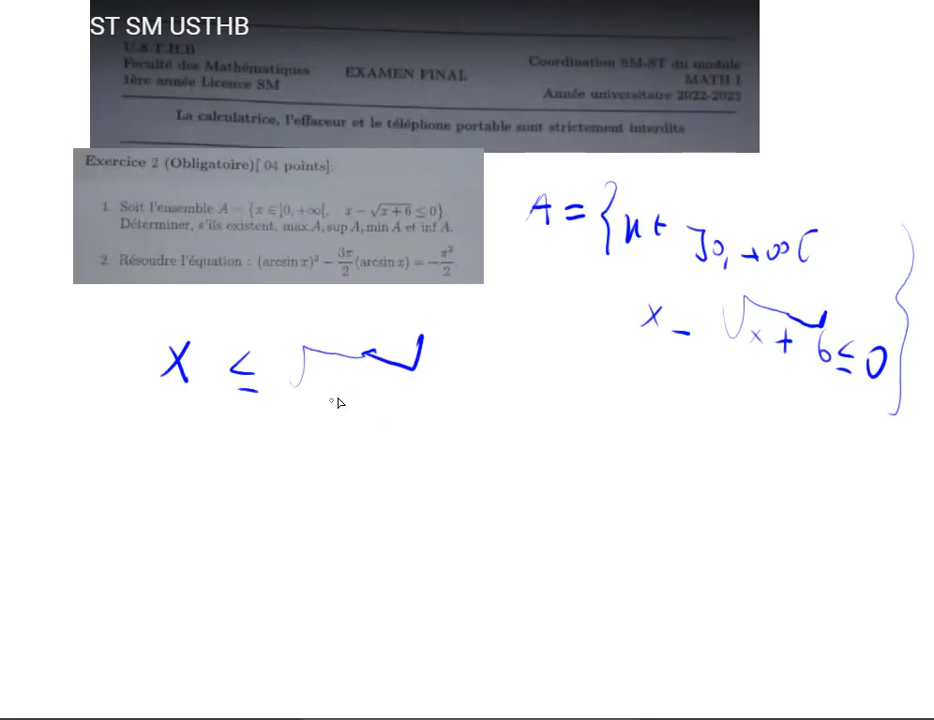 ST SM USTHB
U.S.T.H.B
Faculté des Mathématiques
1ère année Licence SM
EXAMEN FINAL
Coordination SM-ST du module
MATH 1
Année universitaire 2022-2023
La calculatrice, l'effaceur et le téléphone portable sont strictement interdits
Exercice 2 (Obligatoire)[ 04 points]:
1. Soit l'ensemble A = {x ∈]0, +∞[, x − √x+6 ≤ 0}
Déterminer, s'ils existent, max A, sup A, min A et inf A.
2. Résoudre l'équation : (arcsin x)² − 3π/2 (arcsin x) = − π²/2
A = { x ∈ ]0, +∞[
x − √x + 6 ≤ 0 }
X ≤ √